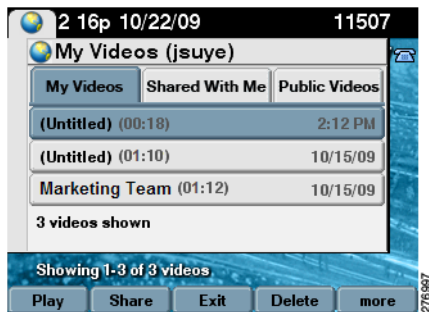 2 16p 10/22/09 11507
My Videos (jsuye)
My Videos Shared With Me Public Videos
(Untitled) (00:18) 2:12 PM
(Untitled) (01:10) 10/15/09
Marketing Team (01:12) 10/15/09
3 videos shown
Showing 1-3 of 3 videos
Play Share Exit Delete more
276997